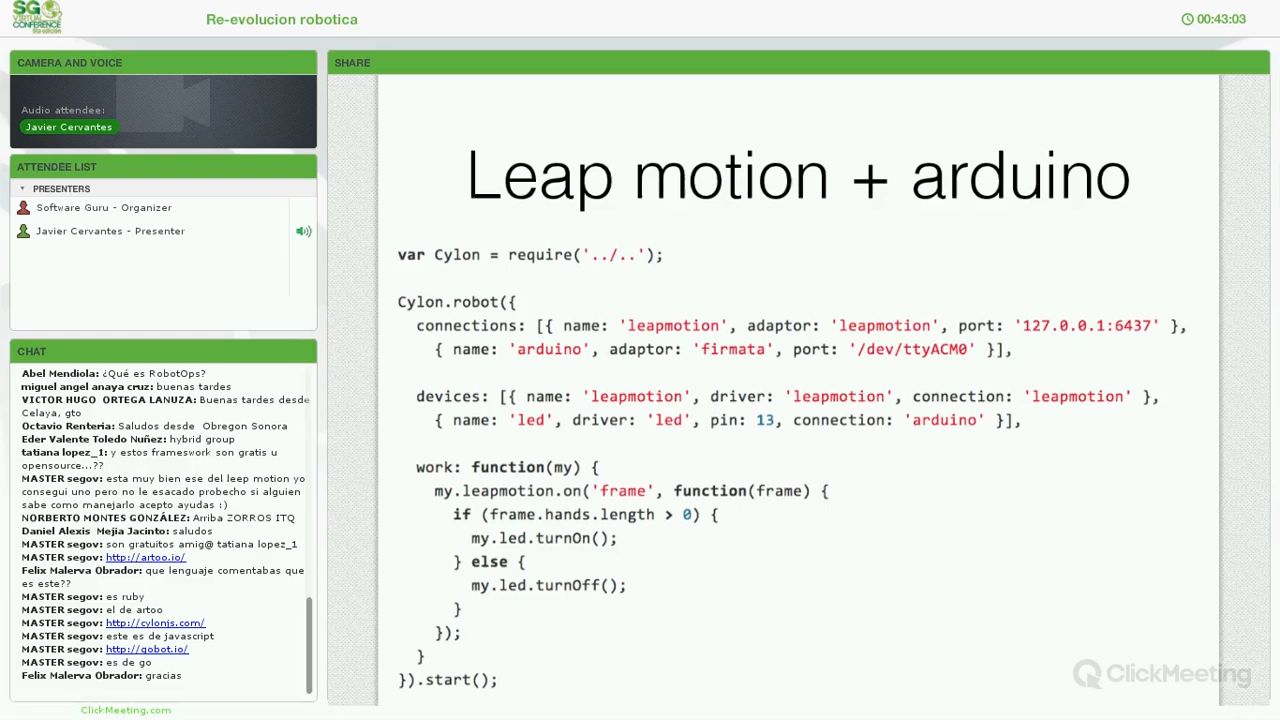 SG
VIRTUAL
CONFERENCE
Re-evolucion robotica
00:43:03
CAMERA AND VOICE
Audio attendee:
Javier Cervantes
ATTENDEE LIST
PRESENTERS
Software Guru - Organizer
Javier Cervantes - Presenter
CHAT
Abel Mendiola: ¿Qué es RobotOps?
miguel angel anaya cruz: buenas tardes
VICTOR HUGO ORTEGA LANUZA: Buenas tardes desde
Celaya, gto
Octavio Renteria: Saludos desde Obregon Sonora
Eder Valente Toledo Nuñez: hybrid group
tatiana lopez_1: y estos frameswork son gratis u
opensource...??
MASTER segov: esta muy bien ese del leep motion yo
consegui uno pero no le esacado probecho si alguien
sabe como manejarlo acepto ayudas :)
NORBERTO MONTES GONZÁLEZ: Arriba ZORROS ITQ
Daniel Alexis Mejia Jacinto: saludos
MASTER segov: son gratuitos amig@ tatiana lopez_1
MASTER segov: http://artoo.io/
Felix Malerva Obrador: que lenguaje comentabas que
es este??
MASTER segov: es ruby
MASTER segov: el de artoo
MASTER segov: http://cylonjs.com/
MASTER segov: este es de javascript
MASTER segov: http://gobot.io/
MASTER segov: es de go
Felix Malerva Obrador: gracias
ClickMeeting.com
SHARE
Leap motion + arduino
var Cylon = require('../..');
Cylon.robot({
connections: [{ name: 'leapmotion', adaptor: 'leapmotion', port: '127.0.0.1:6437' },
{ name: 'arduino', adaptor: 'firmata', port: '/dev/ttyACM0' }],
devices: [{ name: 'leapmotion', driver: 'leapmotion', connection: 'leapmotion' },
{ name: 'led', driver: 'led', pin: 13, connection: 'arduino' }],
work: function(my) {
my.leapmotion.on('frame', function(frame) {
if (frame.hands.length > 0) {
my.led.turnOn();
} else {
my.led.turnOff();
}
});
}
}).start();
ClickMeeting